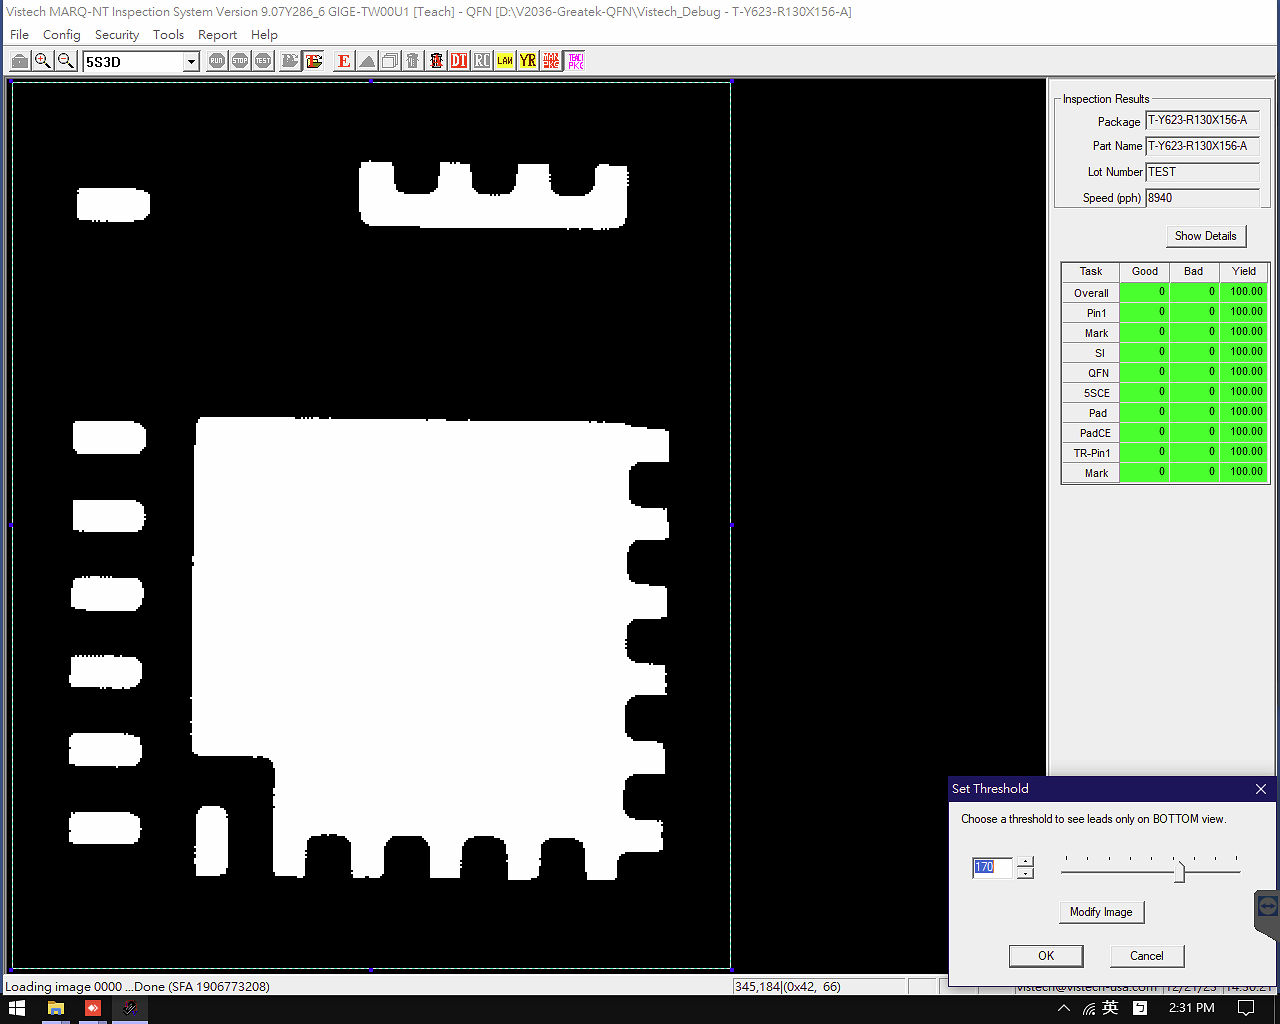 Vistech MARQ-NT Inspection System Version 9.07Y286_6 GIGE-TW00U1 [Teach] - QFN [D:\V2036-Greatek-QFN\Vistech_Debug - T-Y623-R130X156-A]
File Config Security Tools Report Help
5S3D RUN STOP TEST E DT RC LAW YR
Inspection Results
Package T-Y623-R130X156-A
Part Name T-Y623-R130X156-A
Lot Number TEST
Speed (pph) 8940
Show Details
Task Good Bad Yield
Overall 0 0 100.00
Pin1 0 0 100.00
Mark 0 0 100.00
SI 0 0 100.00
QFN 0 0 100.00
5SCE 0 0 100.00
Pad 0 0 100.00
PadCE 0 0 100.00
TR-Pin1 0 0 100.00
Mark 0 0 100.00
Set Threshold
Choose a threshold to see leads only on BOTTOM view.
170
Modify Image
OK Cancel
Loading image 0000 ...Done (SFA 1906773208) 345,184|(0x42, 66) vistech@vistech-usa.com 12/21/23 14:30:21
英 2:31 PM